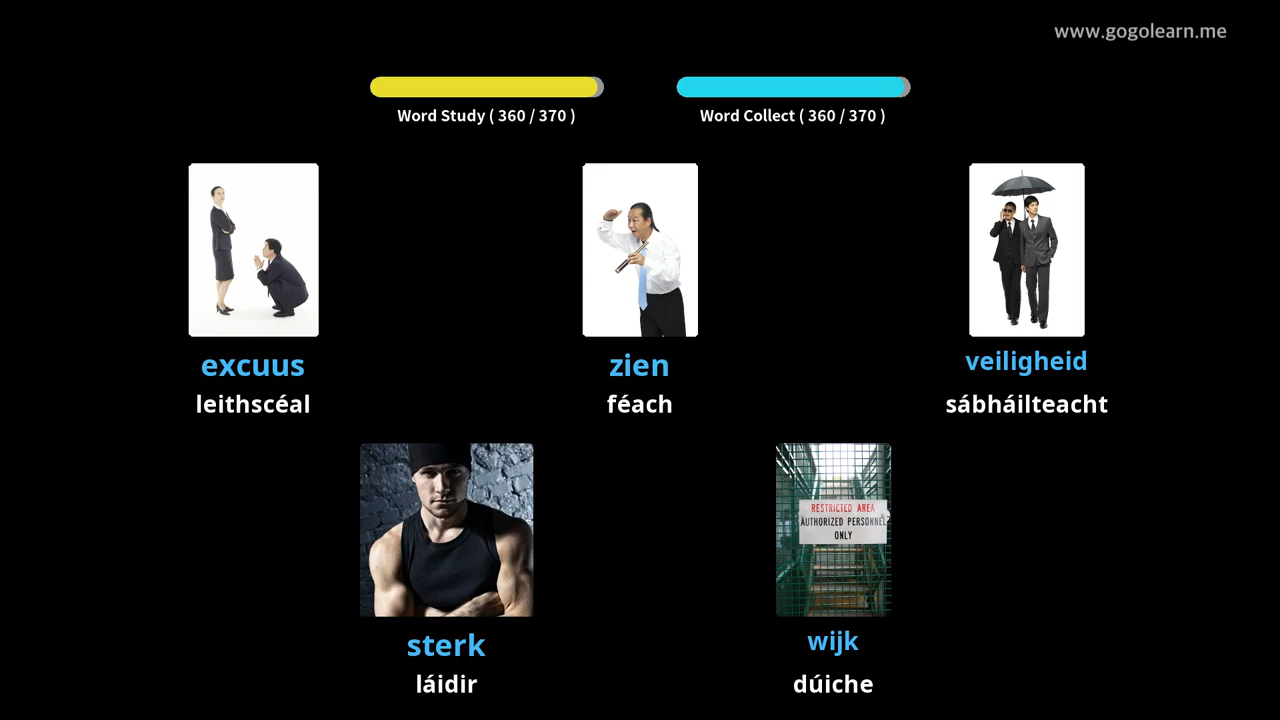 www.gogolearn.me
Word Study ( 360 / 370 )
Word Collect ( 360 / 370 )
excuus
leithscéal
zien
féach
veiligheid
sábháilteacht
RESTRICTED AREA
AUTHORIZED PERSONNEL
ONLY
sterk
láidir
wijk
dúiche